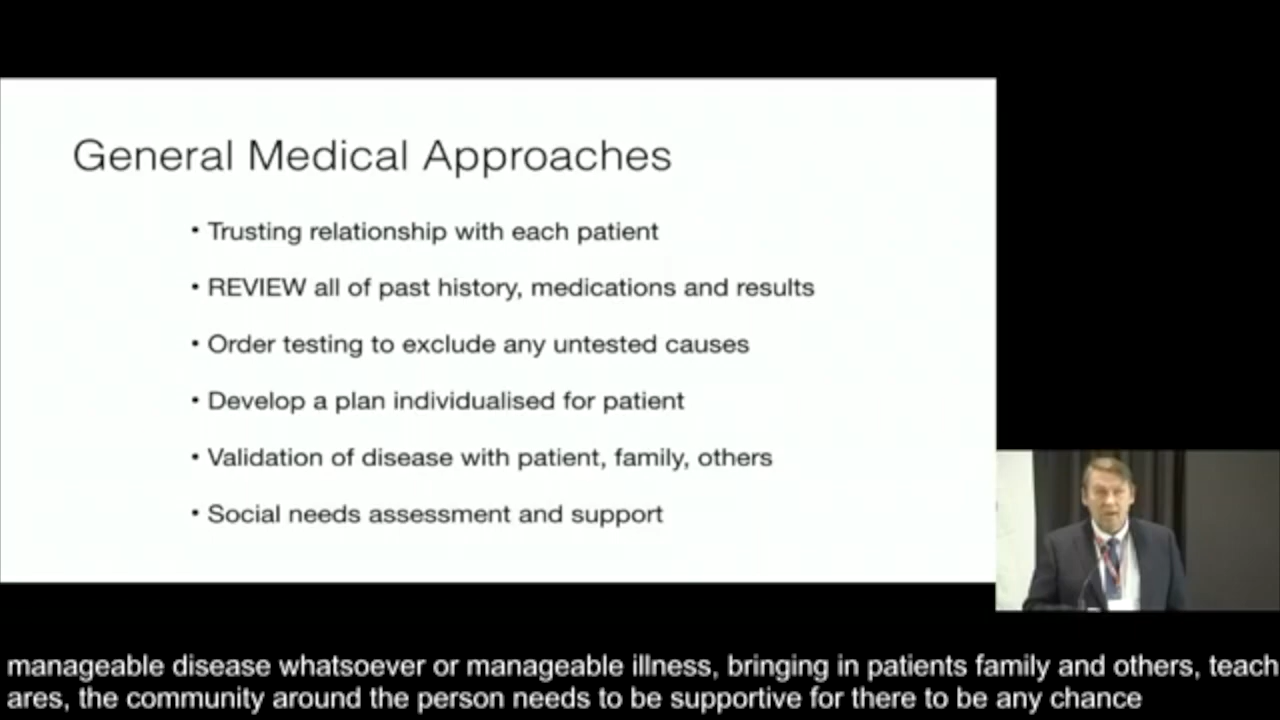 General Medical Approaches
• Trusting relationship with each patient
• REVIEW all of past history, medications and results
• Order testing to exclude any untested causes
• Develop a plan individualised for patient
• Validation of disease with patient, family, others
• Social needs assessment and support
manageable disease whatsoever or manageable illness, bringing in patients family and others, teach
ares, the community around the person needs to be supportive for there to be any chance